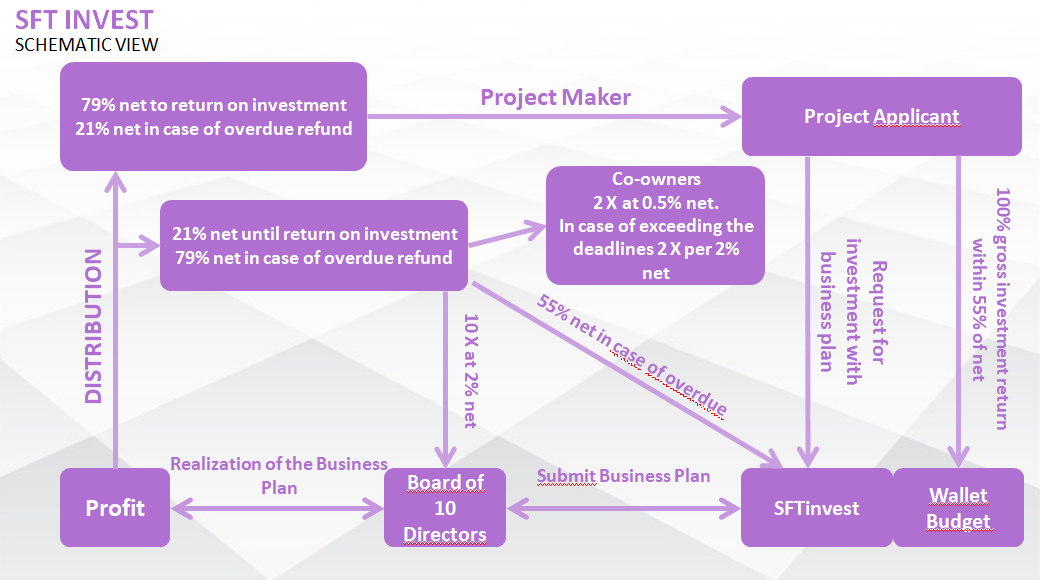 SFT INVEST
SCHEMATIC VIEW
79% net to return on investment
21% net in case of overdue refund
Project Maker
Project Applicant
Co-owners
2 X at 0.5% net.
In case of exceeding the
deadlines 2 X per 2%
net
21% net until return on investment
79% net in case of overdue refund
DISTRIBUTION
10 X at 2% net
55% net in case of overdue
Request for
investment with
business plan
100% gross investment return
within 55% of net
Realization of the Business
Plan
Submit Business Plan
Profit
Board of
10
Directors
SFTinvest
Wallet
Budget